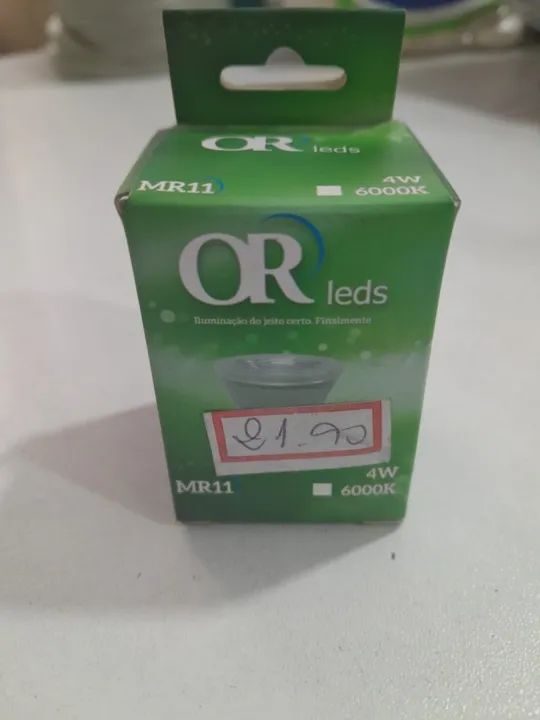 OR leds
MR11
4W
6000K
OR leds
Iluminação do jeito certo. Finalmente
21-90
MR11
4W
6000K